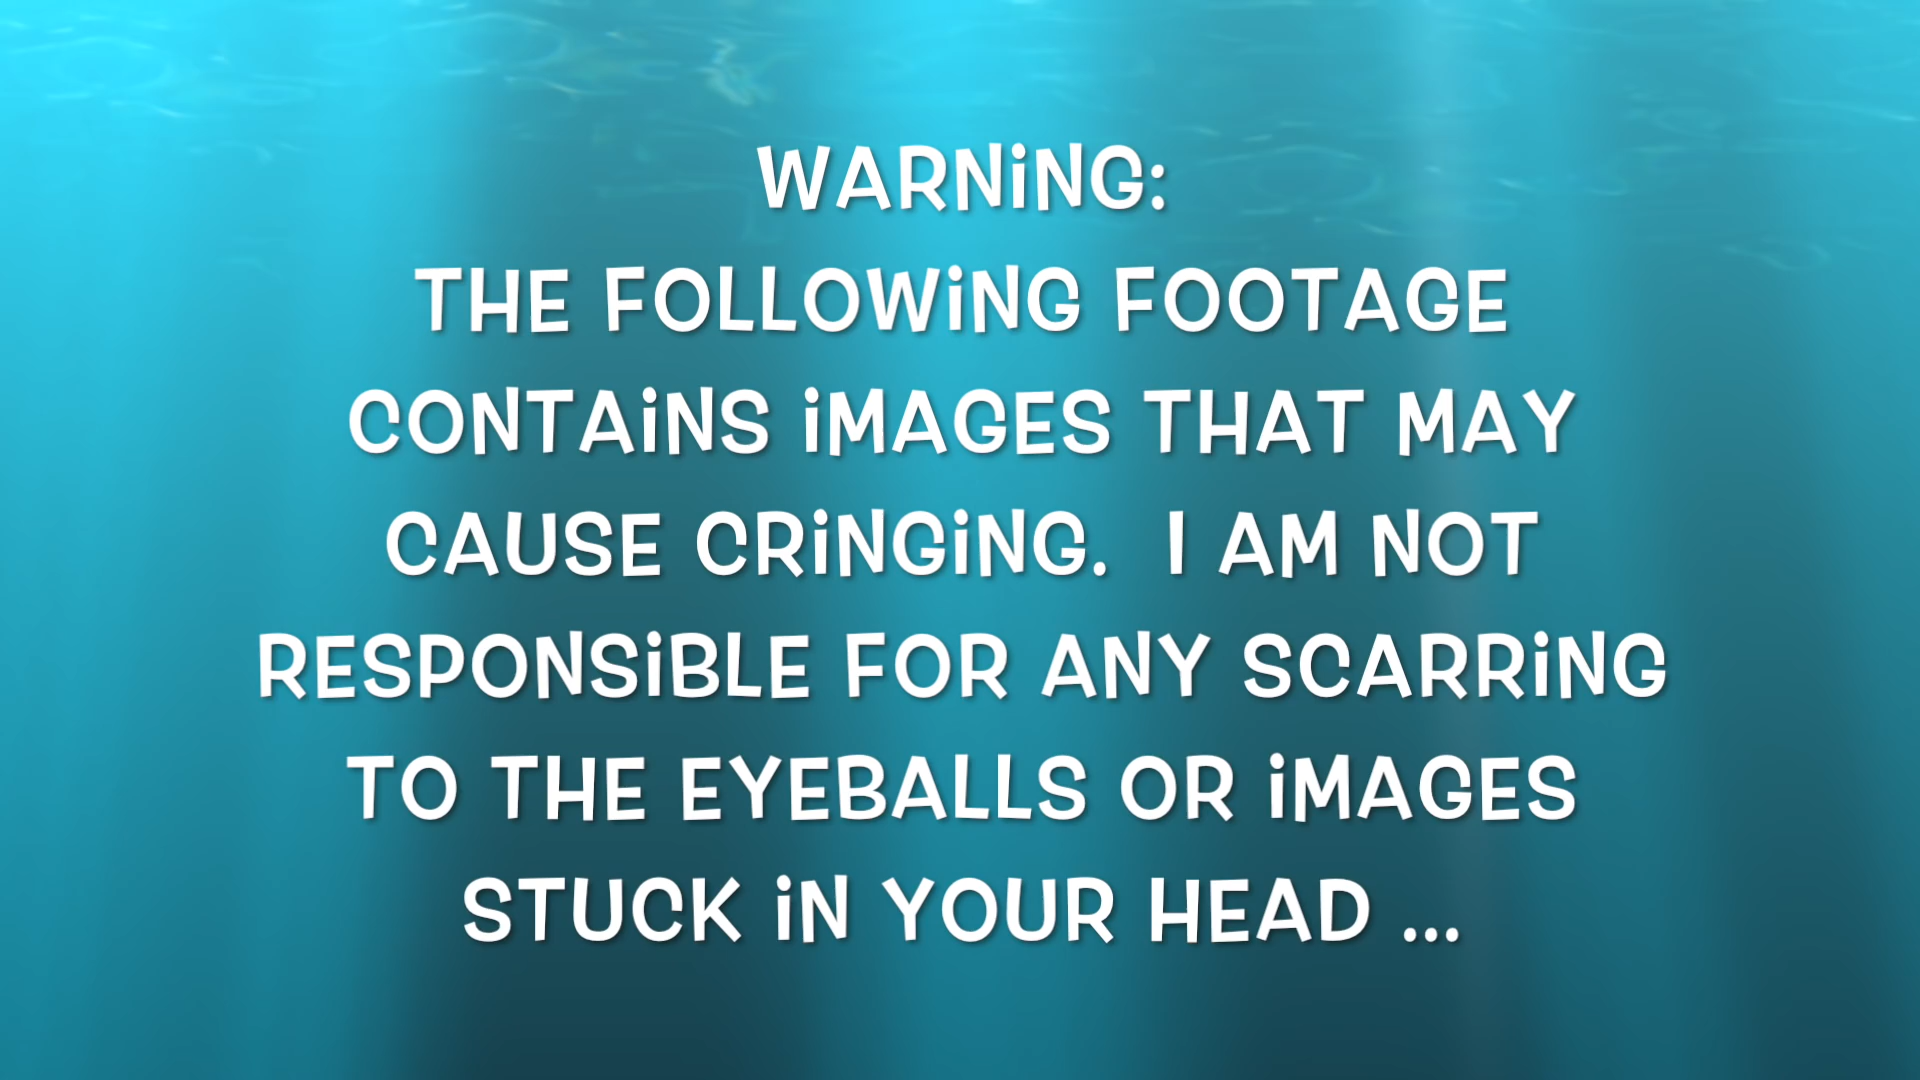 WARNiNG:
THE FOLLOWiNG FOOTAGE
CONTAiNS iMAGES THAT MAY
CAUSE CRiNGiNG.  I AM NOT
RESPONSiBLE FOR ANY SCARRiNG
TO THE EYEBALLS OR iMAGES
STUCK iN YOUR HEAD ...